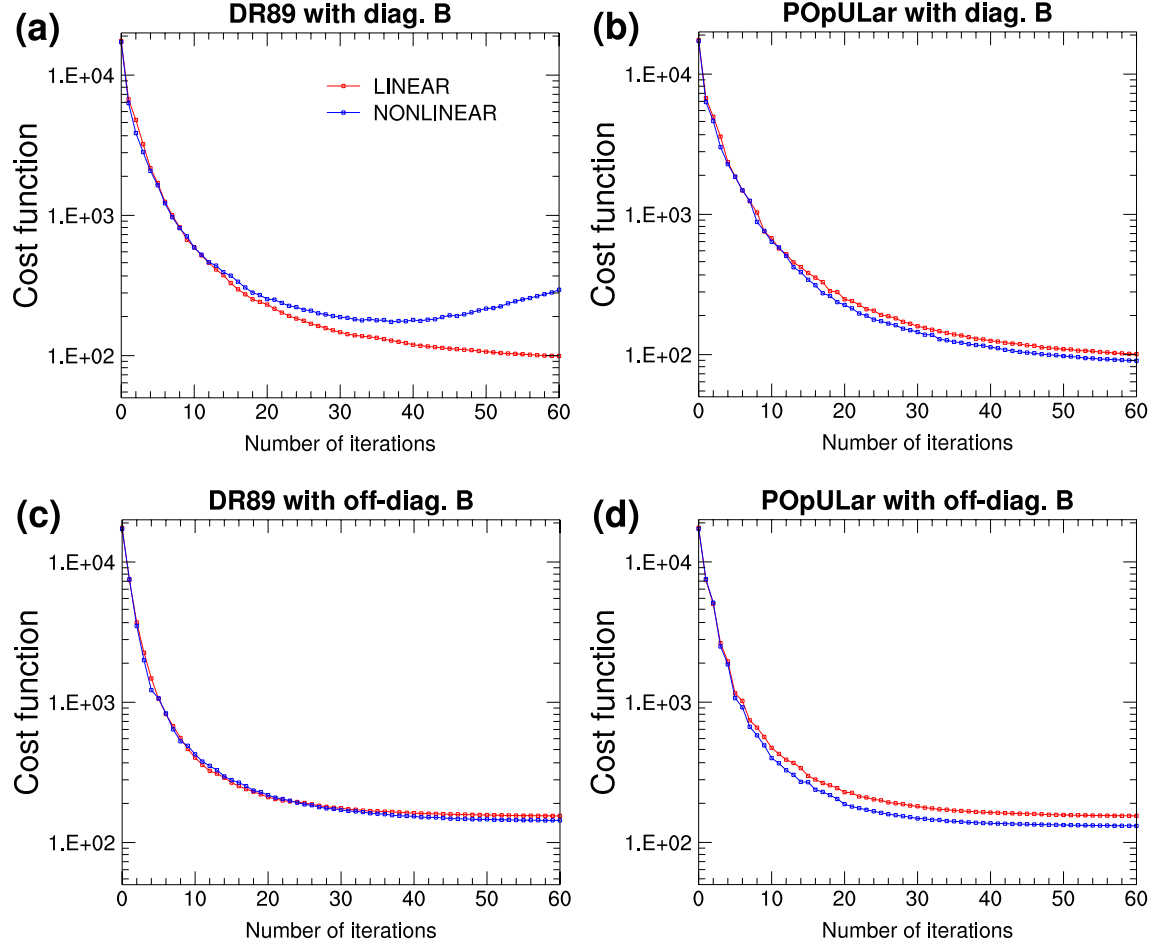 (a)
DR89 with diag. B
1.E+04
1.E+03
1.E+02
Cost function
LINEAR
NONLINEAR
0 10 20 30 40 50 60
Number of iterations
(b)
POpULar with diag. B
1.E+04
1.E+03
1.E+02
Cost function
0 10 20 30 40 50 60
Number of iterations
(c)
DR89 with off-diag. B
1.E+04
1.E+03
1.E+02
Cost function
0 10 20 30 40 50 60
Number of iterations
(d)
POpULar with off-diag. B
1.E+04
1.E+03
1.E+02
Cost function
0 10 20 30 40 50 60
Number of iterations